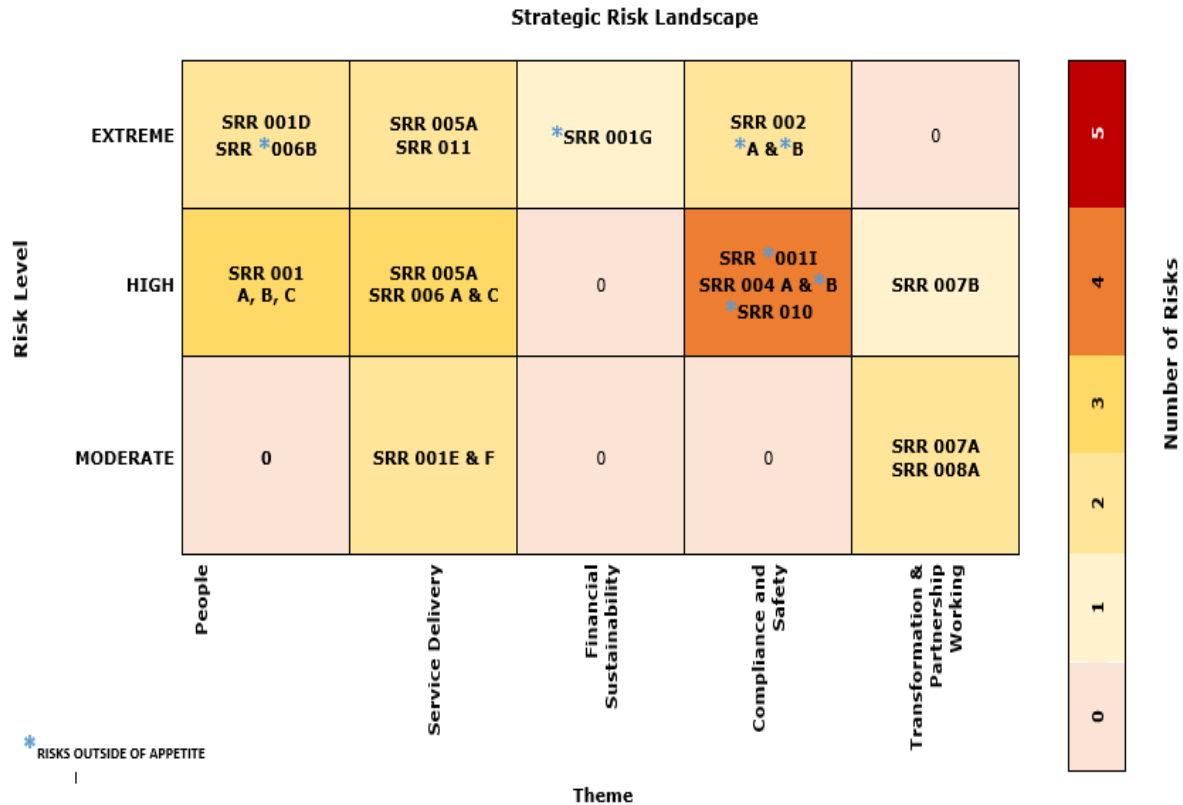 Strategic Risk Landscape
Risk Level
EXTREME
SRR 001D
SRR *006B
SRR 005A
SRR 011
*SRR 001G
SRR 002
*A & *B
0
HIGH
SRR 001
A, B, C
SRR 005A
SRR 006 A & C
0
SRR *001I
SRR 004 A & *B
*SRR 010
SRR 007B
MODERATE
0
SRR 001E & F
0
0
SRR 007A
SRR 008A
People
Service Delivery
Financial
Sustainability
Compliance and
Safety
Transformation &
Partnership
Working
Theme
5
4
3
2
1
0
Number of Risks
*RISKS OUTSIDE OF APPETITE